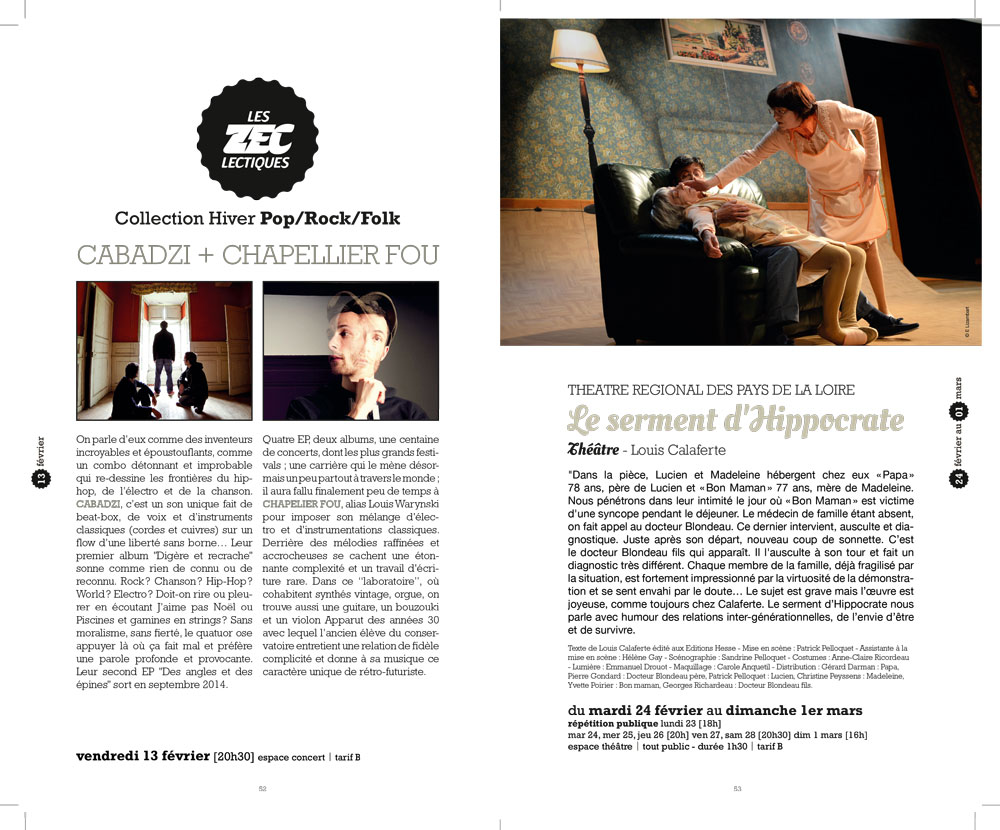 LES
ZEC
LECTIQUES
Collection Hiver Pop/Rock/Folk
CABADZI + CHAPELLIER FOU
13 février
On parle d'eux comme des inventeurs
incroyables et époustouflants, comme
un combo détonnant et improbable
qui re-dessine les frontières du hip-
hop, de l'électro et de la chanson.
CABADZI, c'est un son unique fait de
beat-box, de voix et d'instruments
classiques (cordes et cuivres) sur un
flow d'une liberté sans borne... Leur
premier album "Digère et recrache"
sonne comme rien de connu ou de
reconnu. Rock? Chanson? Hip-Hop?
World? Electro? Doit-on rire ou pleu-
rer en écoutant J'aime pas Noël ou
Piscines et gamines en strings? Sans
moralisme, sans fierté, le quatuor ose
appuyer là où ça fait mal et préfère
une parole profonde et provocante.
Leur second EP "Des angles et des
épines" sort en septembre 2014.
Quatre EP, deux albums, une centaine
de concerts, dont les plus grands festi-
vals ; une carrière qui le mène désor-
mais un peu partout à travers le monde ;
il aura fallu finalement peu de temps à
CHAPELIER FOU, alias Louis Warynski
pour imposer son mélange d'élec-
tro et d'instrumentations classiques.
Derrière des mélodies raffinées et
accrocheuses se cachent une éton-
nante complexité et un travail d'écri-
ture rare. Dans ce "laboratoire", où
cohabitent synthés vintage, orgue, on
trouve aussi une guitare, un bouzouki
et un violon Apparut des années 30
avec lequel l'ancien élève du conser-
vatoire entretient une relation de fidèle
complicité et donne à sa musique ce
caractère unique de rétro-futuriste.
vendredi 13 février [20h30] espace concert | tarif B
52
© E Lizambart
THEATRE REGIONAL DES PAYS DE LA LOIRE
Le serment d'Hippocrate
Théâtre - Louis Calaferte
24 février au 01 mars
"Dans la pièce, Lucien et Madeleine hébergent chez eux «Papa»
78 ans, père de Lucien et «Bon Maman» 77 ans, mère de Madeleine.
Nous pénétrons dans leur intimité le jour où «Bon Maman» est victime
d'une syncope pendant le déjeuner. Le médecin de famille étant absent,
on fait appel au docteur Blondeau. Ce dernier intervient, ausculte et dia-
gnostique. Juste après son départ, nouveau coup de sonnette. C'est
le docteur Blondeau fils qui apparaît. Il l'ausculte à son tour et fait un
diagnostic très différent. Chaque membre de la famille, déjà fragilisé par
la situation, est fortement impressionné par la virtuosité de la démonstra-
tion et se sent envahi par le doute... Le sujet est grave mais l'œuvre est
joyeuse, comme toujours chez Calaferte. Le serment d'Hippocrate nous
parle avec humour des relations inter-générationnelles, de l'envie d'être
et de survivre.
Texte de Louis Calaferte édité aux Editions Hesse - Mise en scène : Patrick Pelloquet - Assistante à la
mise en scène : Hélène Gay - Scénographie : Sandrine Pelloquet - Costumes : Anne-Claire Ricordeau
- Lumière : Emmanuel Drouot - Maquillage : Carole Anquetil - Distribution : Gérard Darman : Papa,
Pierre Gondard : Docteur Blondeau père, Patrick Pelloquet : Lucien, Christine Peyssens : Madeleine,
Yvette Poirier : Bon maman, Georges Richardeau : Docteur Blondeau fils.
du mardi 24 février au dimanche 1er mars
répétition publique lundi 23 [18h]
mar 24, mer 25, jeu 26 [20h] ven 27, sam 28 [20h30] dim 1 mars [16h]
espace théâtre | tout public - durée 1h30 | tarif B
53